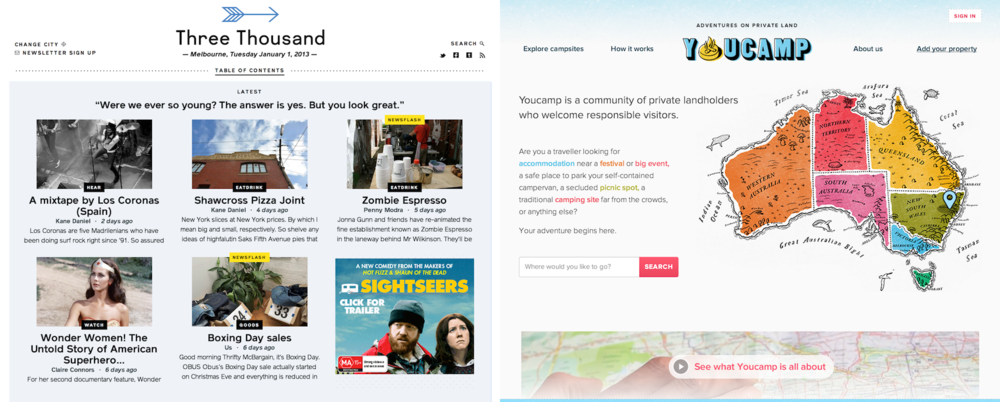 CHANGE CITY
NEWSLETTER SIGN UP
Three Thousand
— Melbourne, Tuesday January 1, 2013 —
SEARCH
TABLE OF CONTENTS
LATEST
“Were we ever so young? The answer is yes. But you look great.”
HEAR
A mixtape by Los Coronas
(Spain)
Kane Daniel · 2 days ago
Los Coronas are five Madrilenians who have
been doing surf rock right since '91. So assured
EATDRINK
Shawcross Pizza Joint
Kane Daniel · 4 days ago
New York slices at New York prices. By which I
mean big and small, respectively. So shelve any
ideas of highfalutin Saks Fifth Avenue pies that
NEWSFLASH
EATDRINK
Zombie Espresso
Penny Modra · 5 days ago
Jonna Gunn and friends have re-animated the
fine establishment known as Zombie Espresso
in the laneway behind Mr Wilkinson. They'll be
WATCH
Wonder Women! The
Untold Story of American
Superhero...
Claire Connors · 6 days ago
For her second documentary feature, Wonder
NEWSFLASH
33
24
GOODS
Boxing Day sales
Us · 6 days ago
Good morning Thrifty McBargain, it's Boxing Day.
OBUS Obus's Boxing Day sale actually started
on Christmas Eve and everything is reduced in
A NEW COMEDY FROM THE MAKERS OF
HOT FUZZ & SHAUN OF THE DEAD
SIGHTSEERS
CLICK FOR
TRAILER
MA
SIGN IN
ADVENTURES ON PRIVATE LAND
Explore campsites
How it works
YOUCAMP
About us
Add your property
Youcamp is a community of private landholders
who welcome responsible visitors.
Are you a traveller looking for
accommodation near a festival or big event,
a safe place to park your self-contained
campervan, a secluded picnic spot, a
traditional camping site far from the crowds,
or anything else?
Your adventure begins here.
Where would you like to go?
SEARCH
Timor Sea
Arafura Sea
Coral Sea
NORTHERN
TERRITORY
QUEENSLAND
WESTERN
AUSTRALIA
SOUTH
AUSTRALIA
NEW
SOUTH
WALES
VICTORIA
Indian Ocean
Great Australian Bight
Tasman Sea
See what Youcamp is all about